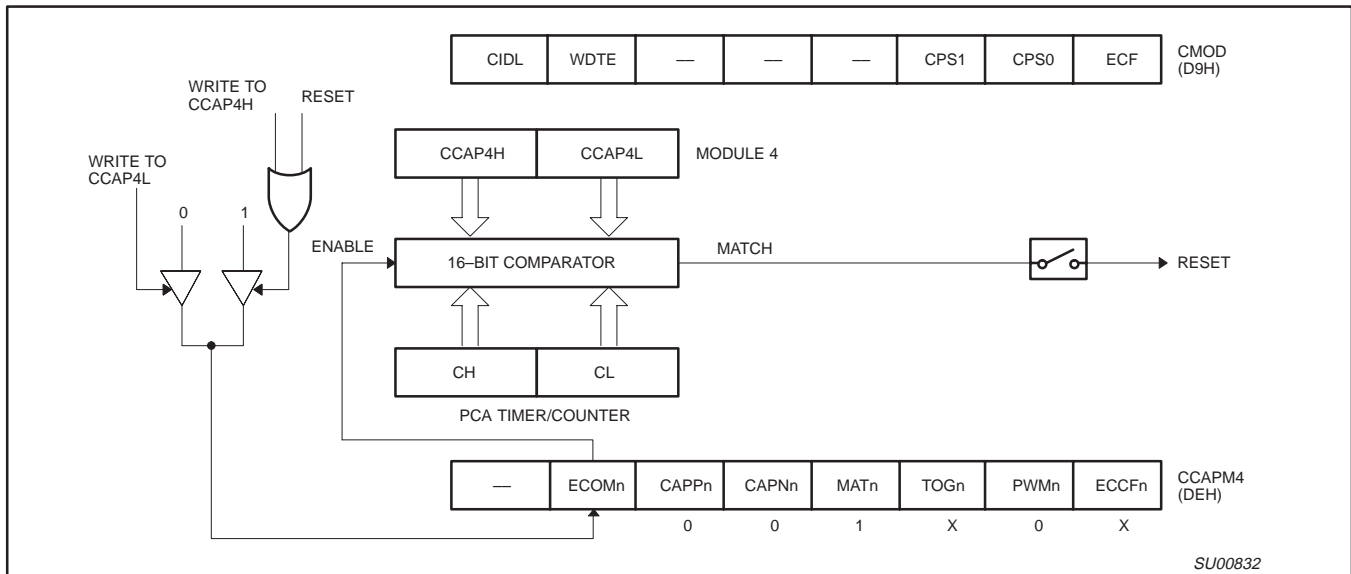 CIDL WDTE –– –– –– CPS1 CPS0 ECF
CMOD
(D9H)
WRITE TO
CCAP4H
RESET
CCAP4H CCAP4L
MODULE 4
WRITE TO
CCAP4L
0 1
ENABLE
16–BIT COMPARATOR
MATCH
RESET
CH CL
PCA TIMER/COUNTER
–– ECOMn CAPPn CAPNn MATn TOGn PWMn ECCFn
CCAPM4
(DEH)
0 0 1 X 0 X
SU00832